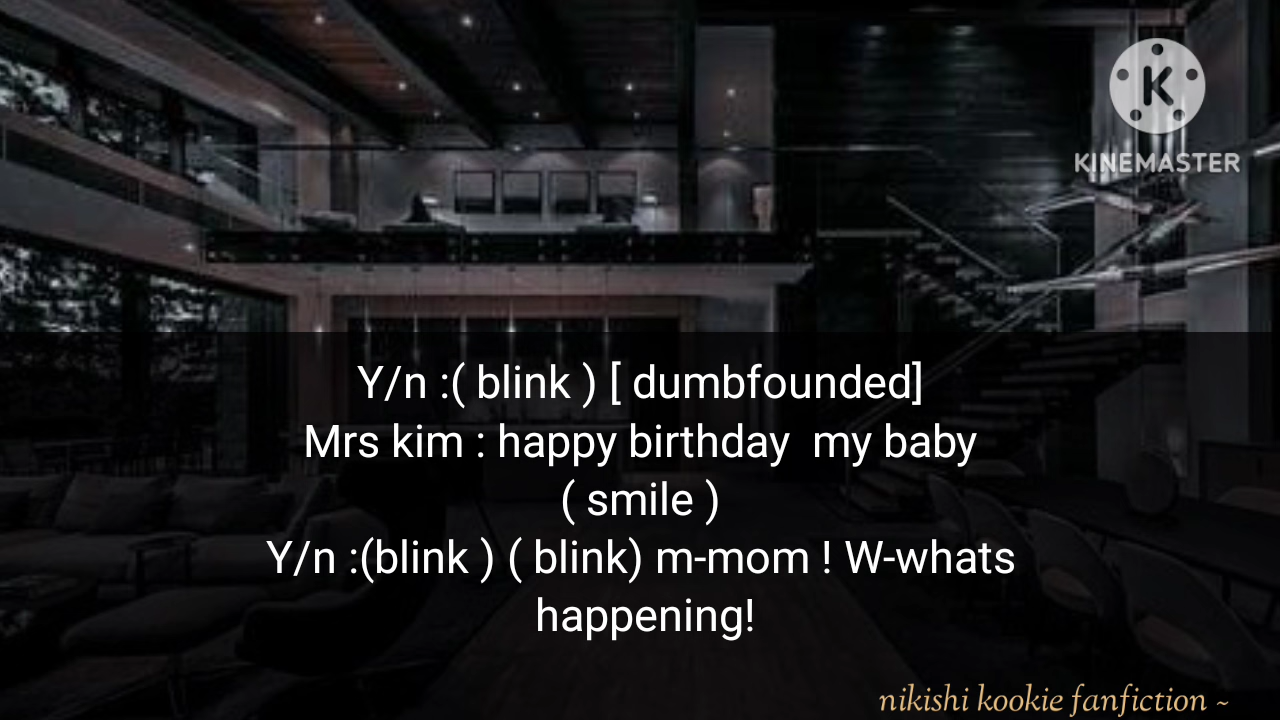 K
KINEMASTER
Y/n :( blink ) [ dumbfounded]
Mrs kim : happy birthday  my baby
( smile )
Y/n :(blink ) ( blink) m-mom ! W-whats
happening!
nikishi kookie fanfiction ~